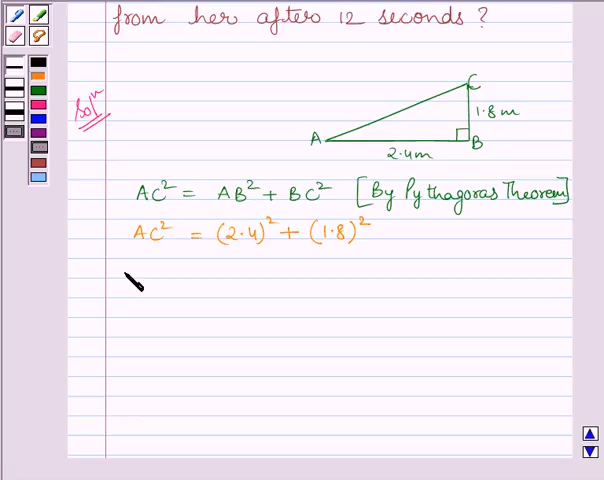 from her after 12 seconds ?
Solⁿ
C
1.8 m
A
B
2.4m
AC² = AB² + BC² [By Pythagoras Theorem]
AC² = (2.4)² + (1.8)²